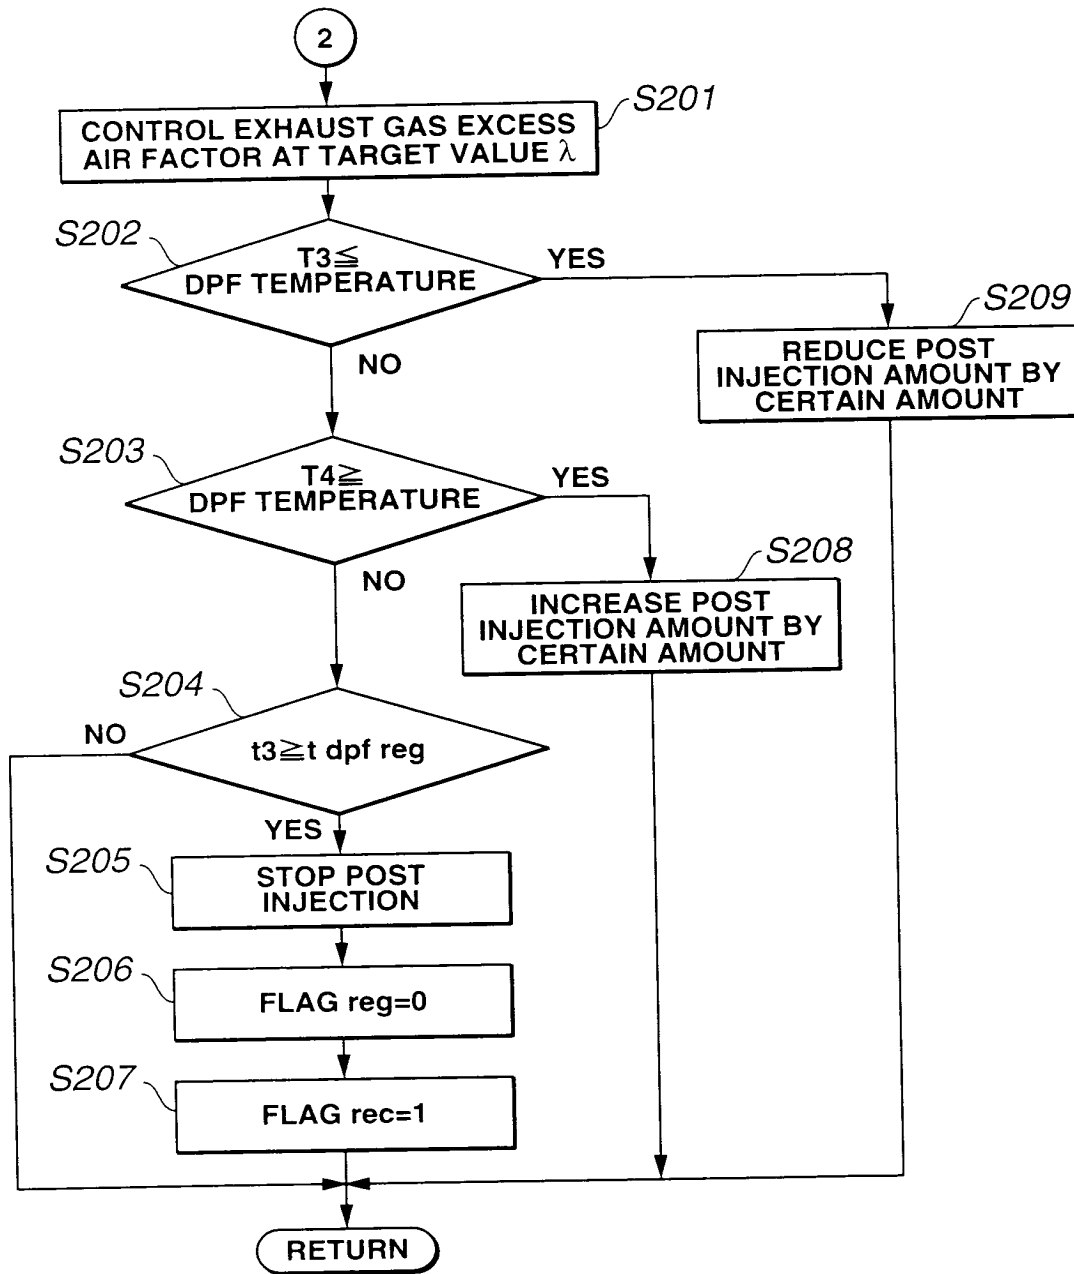 2
S201
CONTROL EXHAUST GAS EXCESS
AIR FACTOR AT TARGET VALUE λ
S202
T3≦
DPF TEMPERATURE
YES
NO
S209
REDUCE POST
INJECTION AMOUNT BY
CERTAIN AMOUNT
S203
T4≧
DPF TEMPERATURE
YES
NO
S208
INCREASE POST
INJECTION AMOUNT BY
CERTAIN AMOUNT
S204
NO
t3≧t dpf reg
YES
S205
STOP POST
INJECTION
S206
FLAG reg=0
S207
FLAG rec=1
RETURN